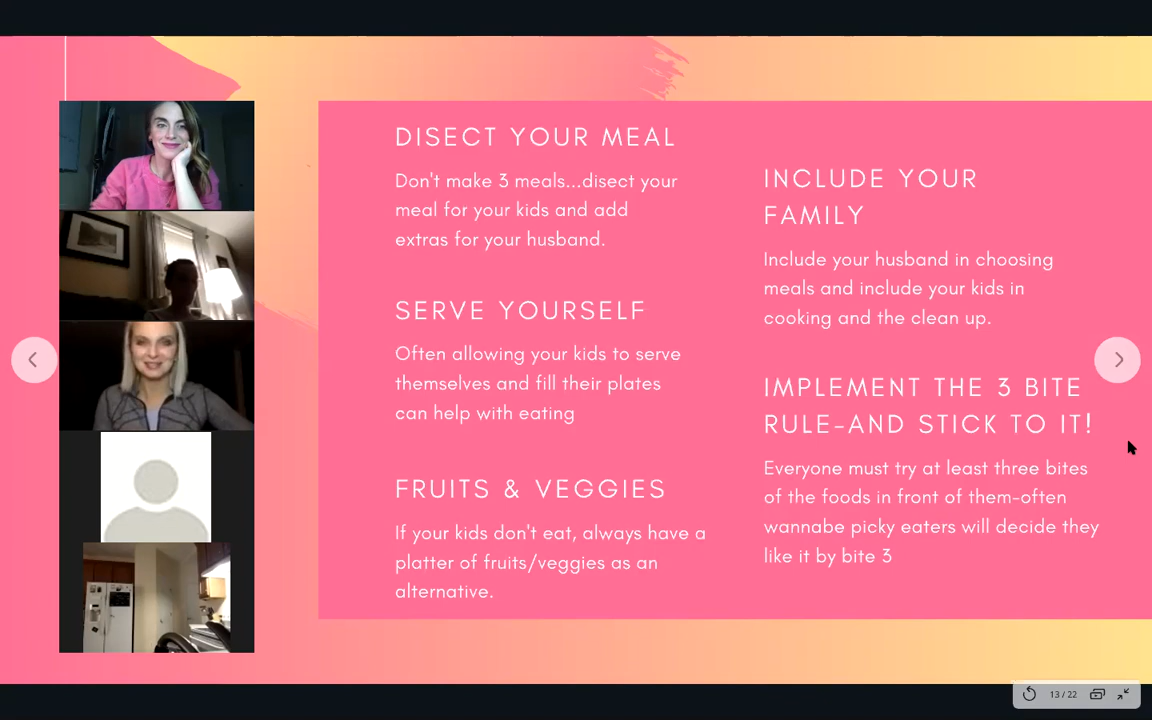 DISECT YOUR MEAL
Don't make 3 meals...disect your
meal for your kids and add
extras for your husband.
SERVE YOURSELF
Often allowing your kids to serve
themselves and fill their plates
can help with eating
FRUITS & VEGGIES
If your kids don't eat, always have a
platter of fruits/veggies as an
alternative.
INCLUDE YOUR
FAMILY
Include your husband in choosing
meals and include your kids in
cooking and the clean up.
IMPLEMENT THE 3 BITE
RULE-AND STICK TO IT!
Everyone must try at least three bites
of the foods in front of them-often
wannabe picky eaters will decide they
like it by bite 3
13 / 22